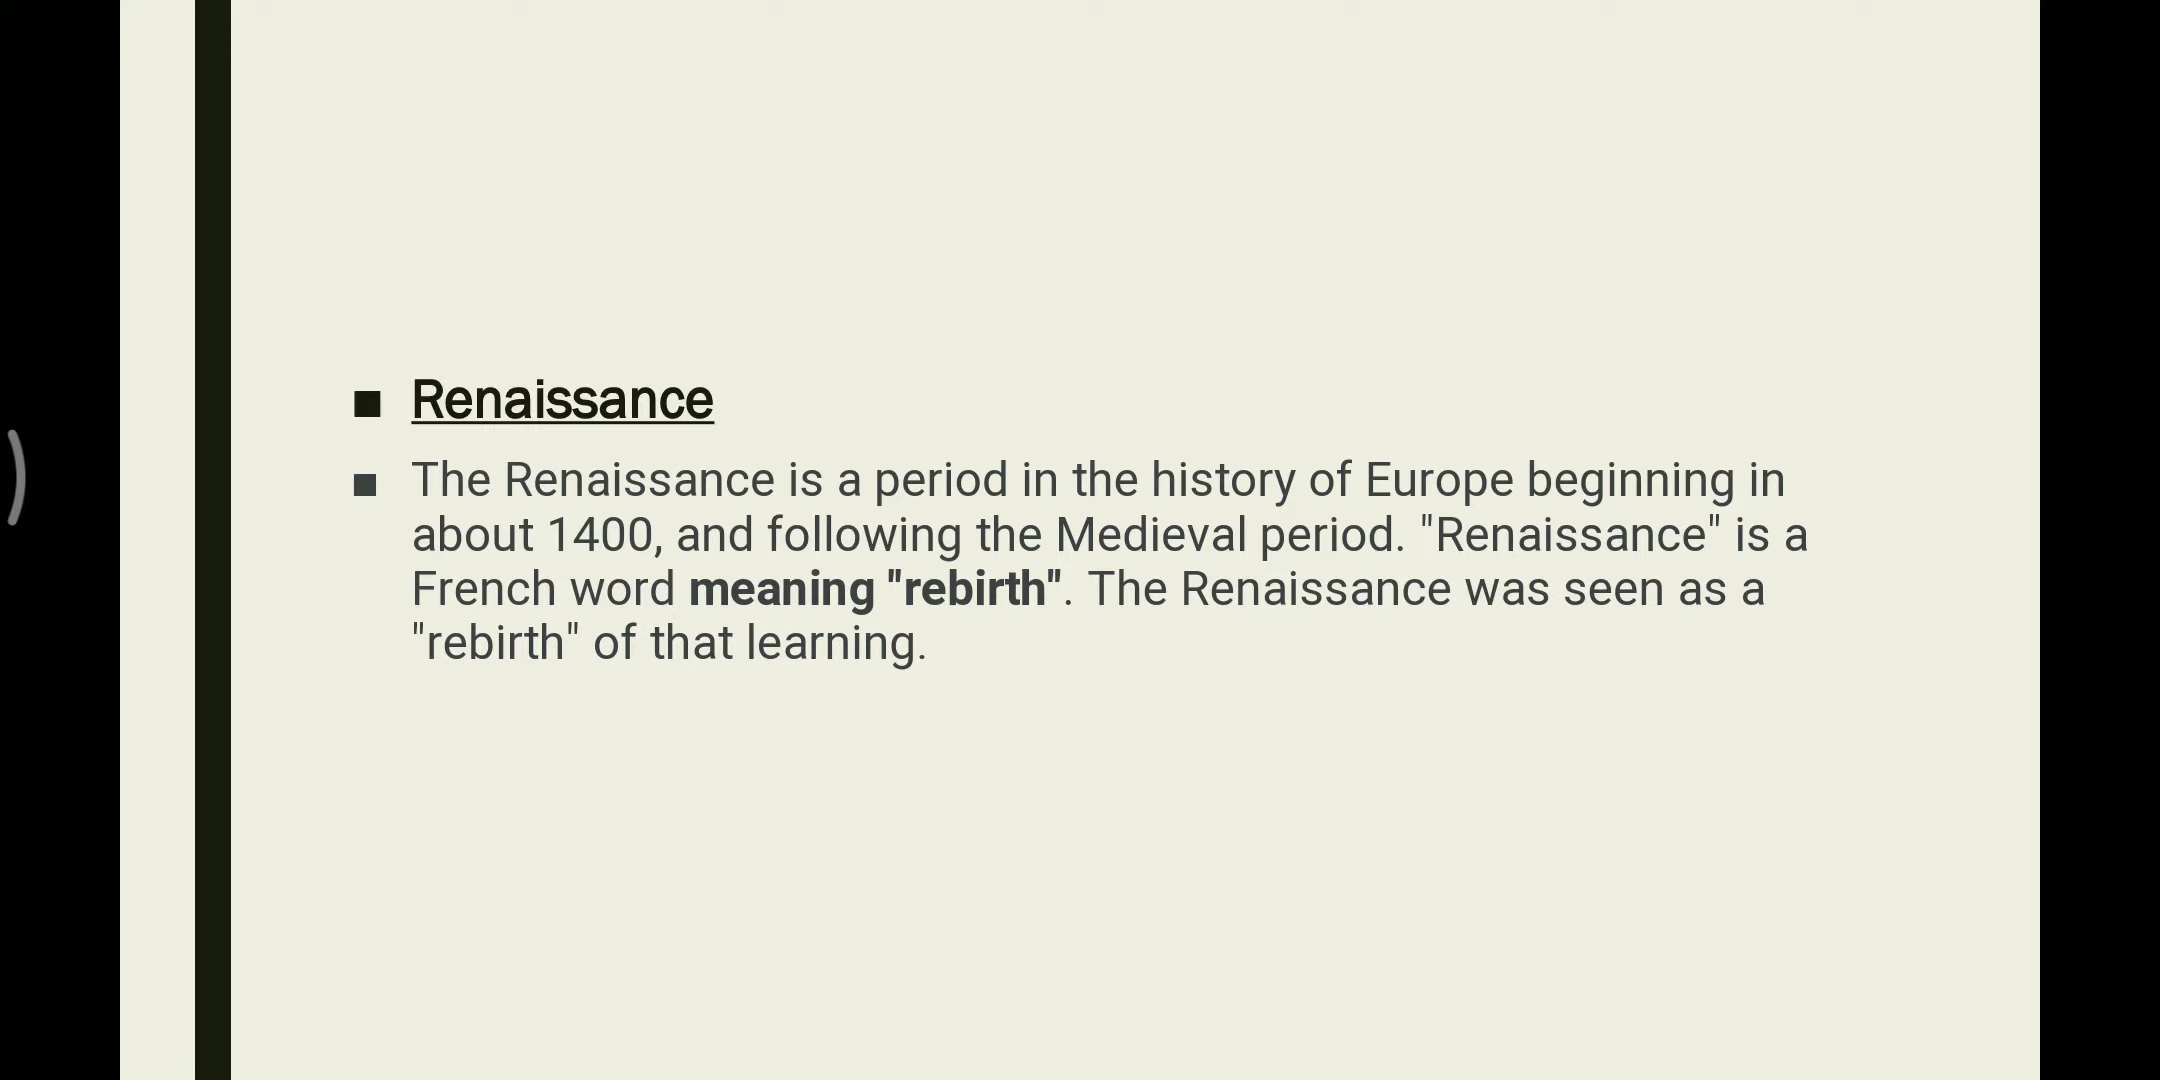 Renaissance
The Renaissance is a period in the history of Europe beginning in
about 1400, and following the Medieval period. "Renaissance" is a
French word meaning "rebirth". The Renaissance was seen as a
"rebirth" of that learning.